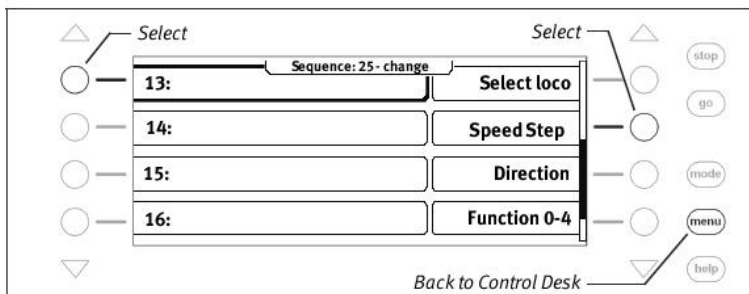 Select
Select
stop
Sequence: 25 - change
13:
Select loco
go
14:
Speed Step
15:
Direction
mode
16:
Function 0-4
menu
Back to Control Desk
help